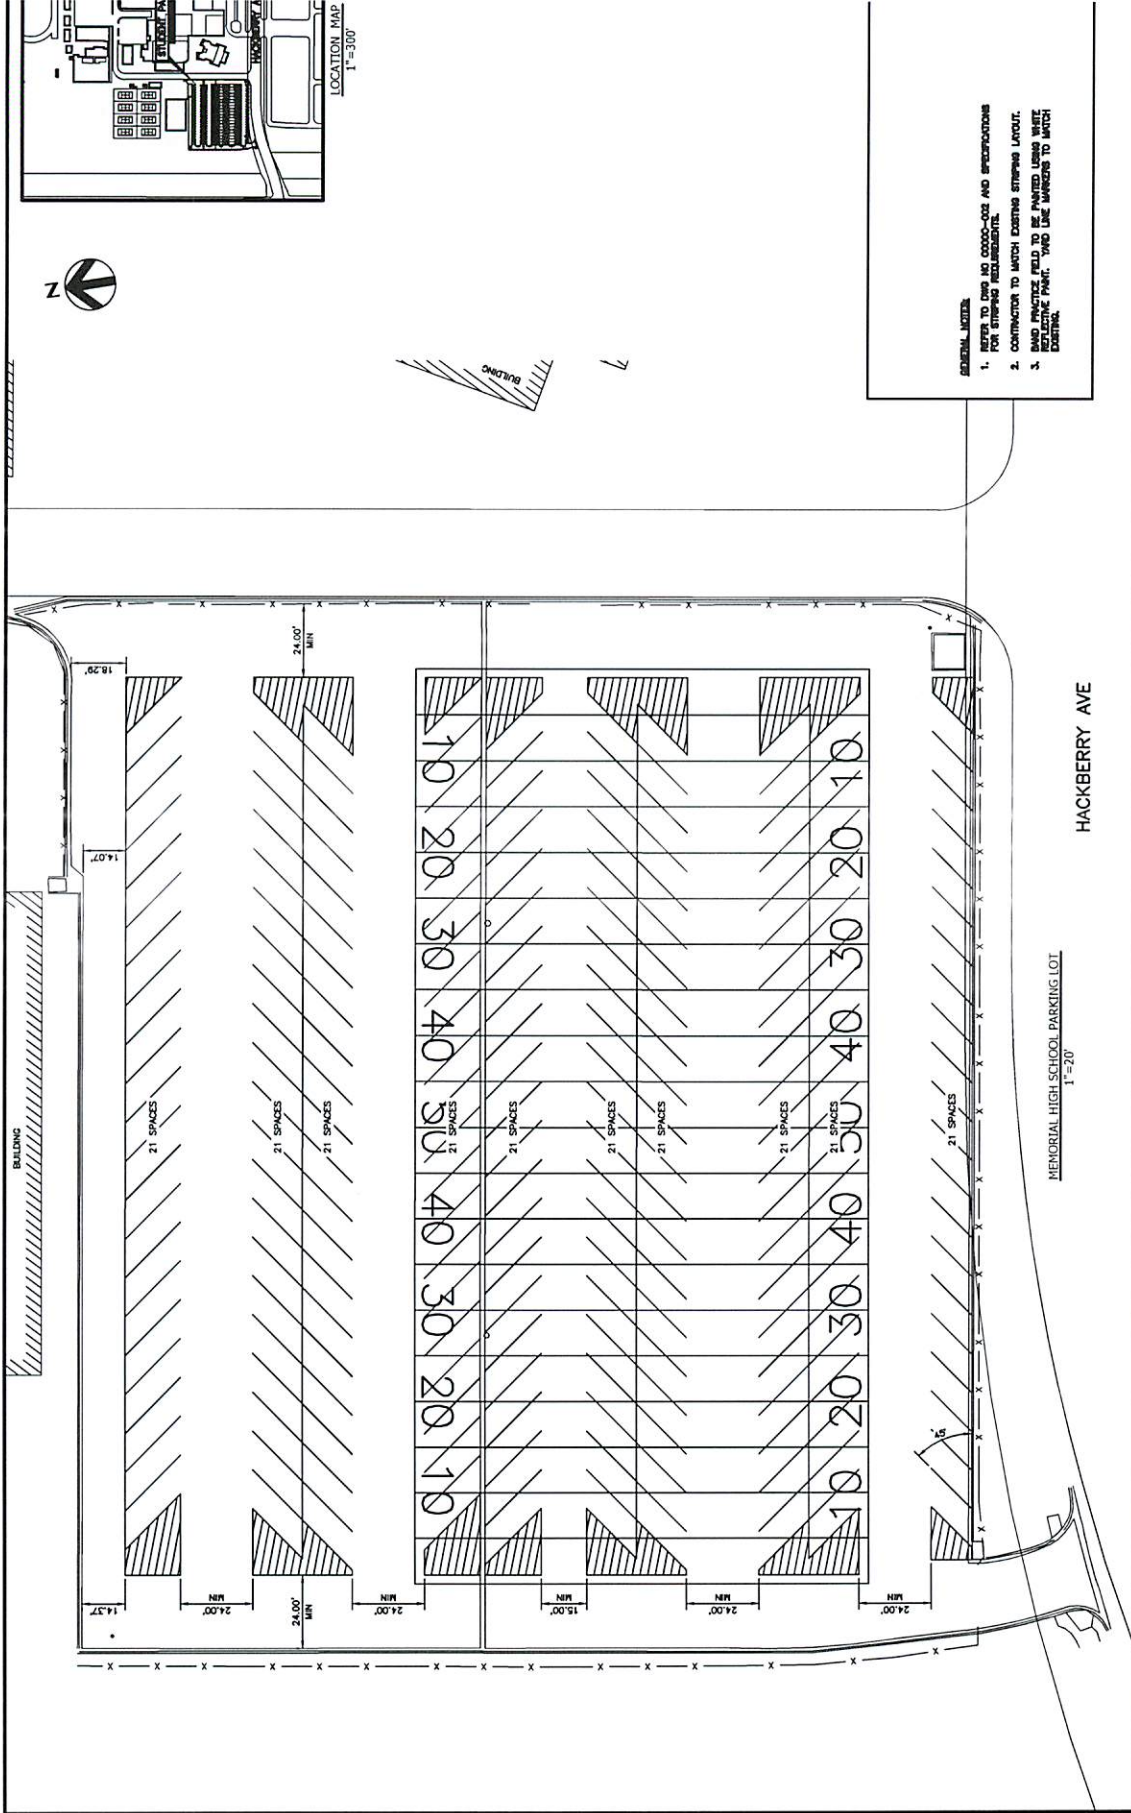 STUDENT PA
HACKBERRY A
LOCATION MAP
1"=300'
N
BUILDING
GENERAL NOTES:
1. REFER TO DWG NO 00000-002 AND SPECIFICATIONS
FOR STRIPING REQUIREMENTS.
2. CONTRACTOR TO MATCH EXISTING STRIPING LAYOUT.
3. BAND PRACTICE FIELD TO BE PAINTED USING WHITE
REFLECTIVE PAINT. YARD LINE MARKERS TO MATCH
EXISTING.
BUILDING
18.29'
14.07'
24.00'
MIN
21 SPACES
21 SPACES
21 SPACES
21 SPACES
21 SPACES
21 SPACES
21 SPACES
21 SPACES
21 SPACES
21 SPACES
10 20 30 40 50 40 30 20 10
10 20 30 40 50 40 30 20 10
14.37'
24.00'
MIN
24.00'
MIN
24.00'
MIN
15.00'
MIN
24.00'
MIN
24.00'
MIN
HACKBERRY AVE
MEMORIAL HIGH SCHOOL PARKING LOT
1"=20'